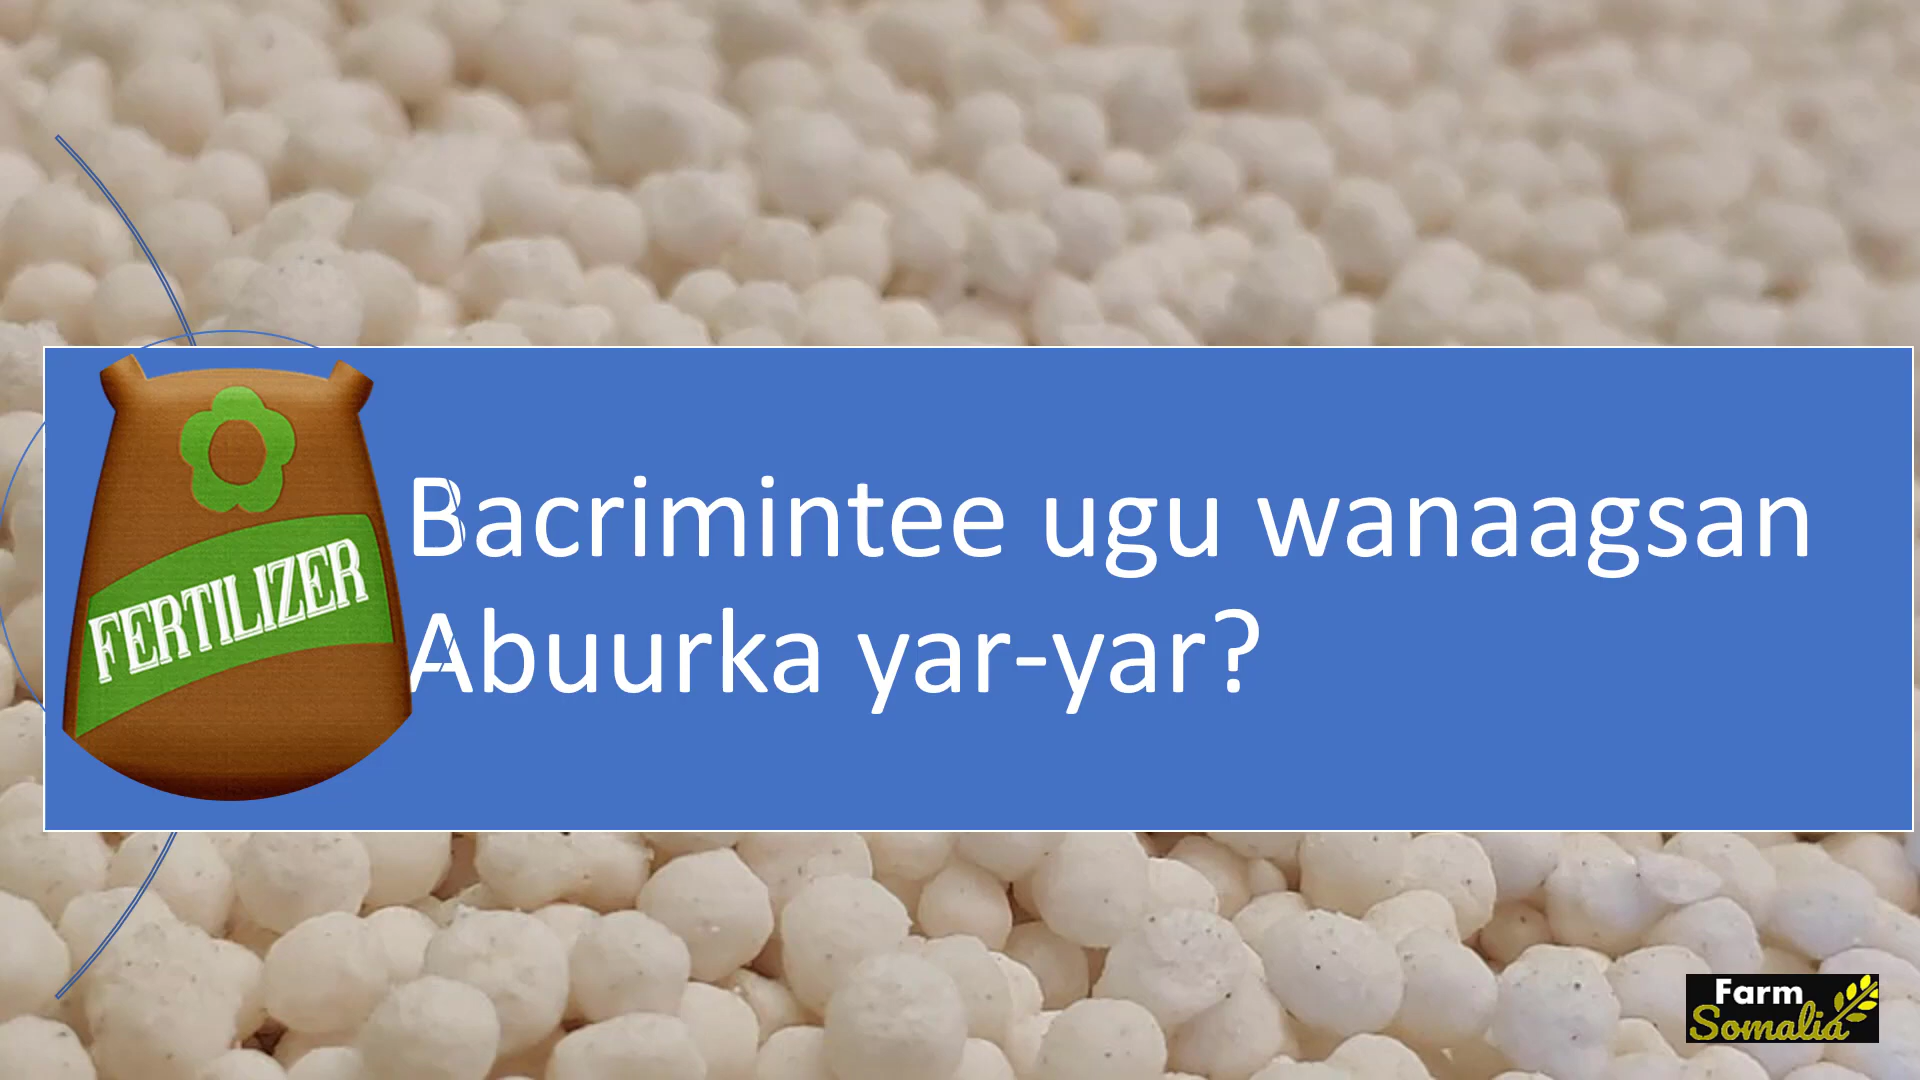 FERTILIZER
Bacrimintee ugu wanaagsan
Abuurka yar-yar?
Farm
Somalia